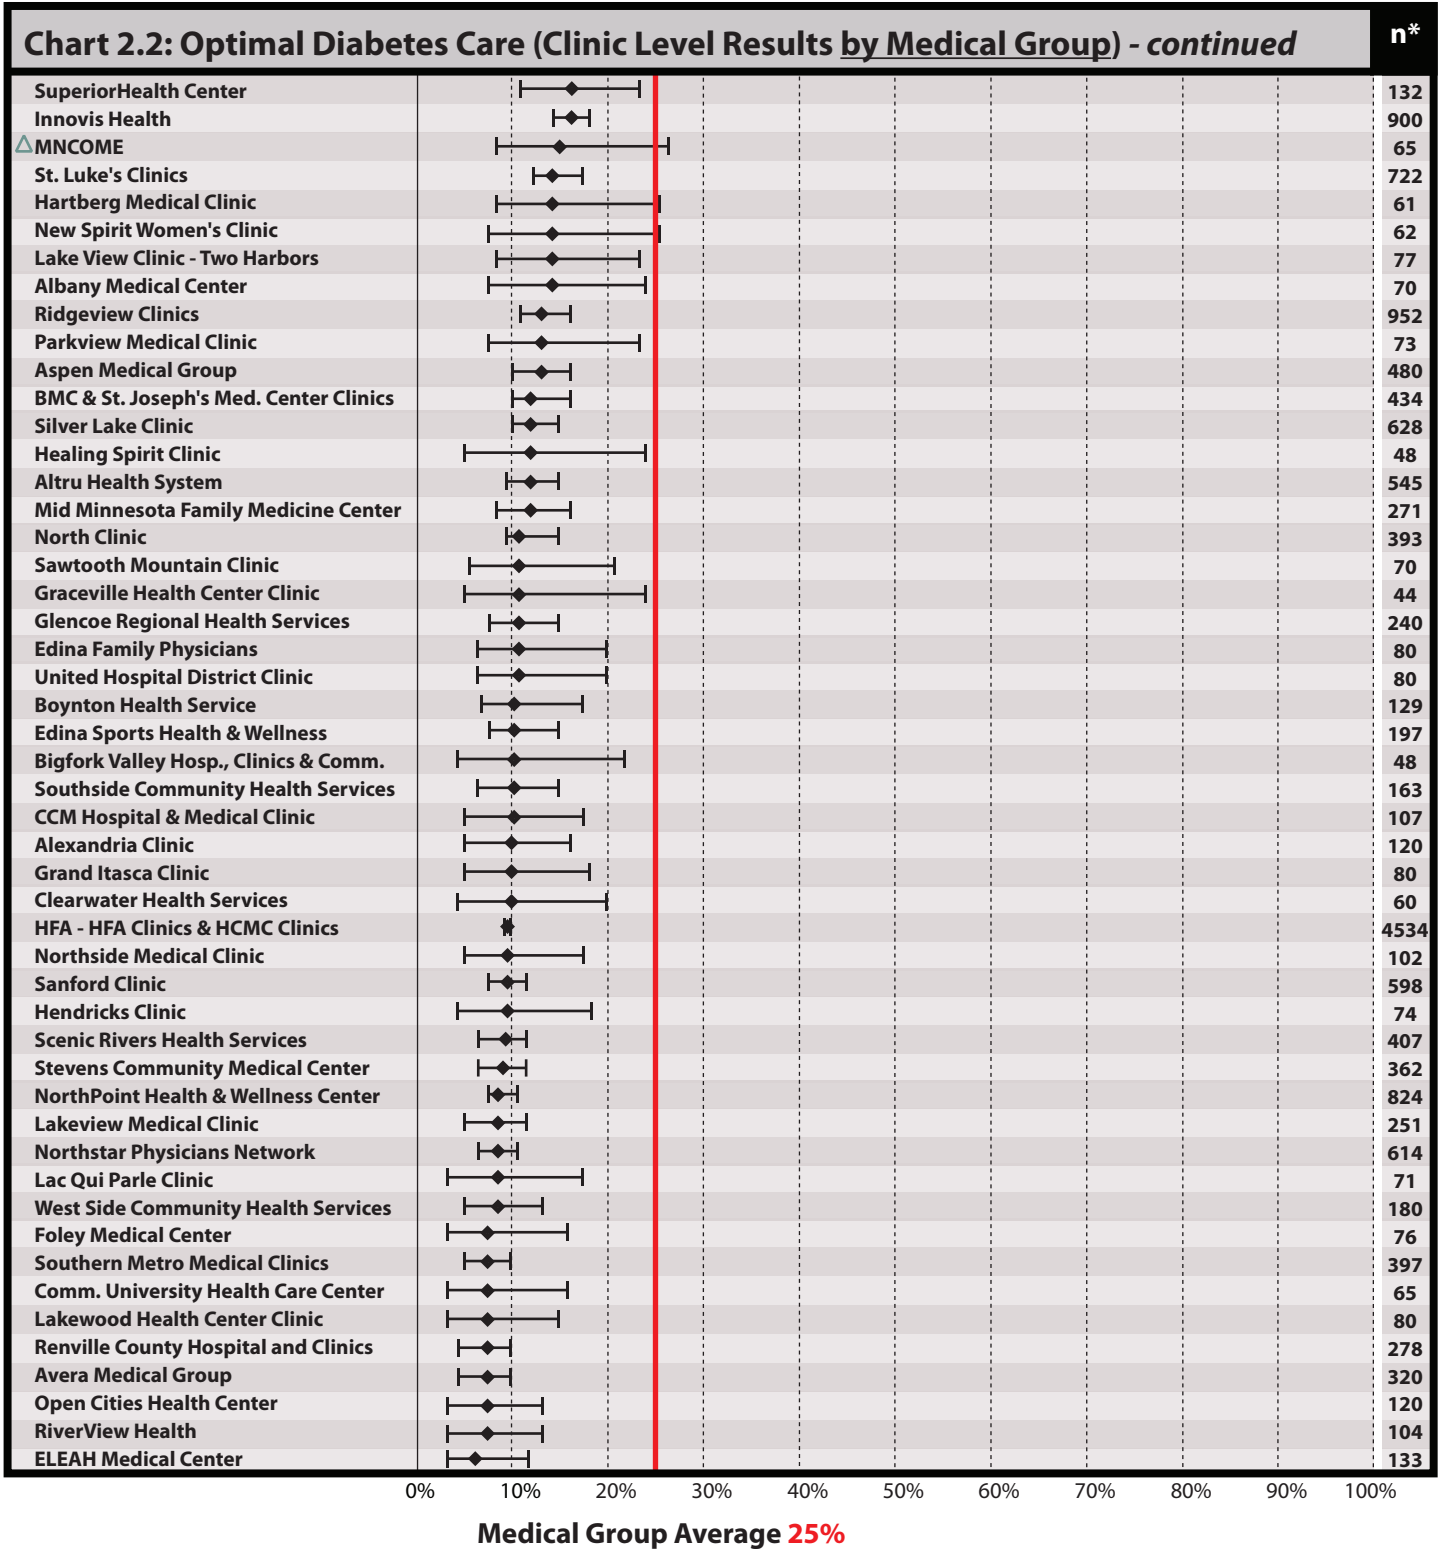 Chart 2.2: Optimal Diabetes Care (Clinic Level Results by Medical Group) - continued n*
SuperiorHealth Center 132
Innovis Health 900
MNCOME 65
St. Luke's Clinics 722
Hartberg Medical Clinic 61
New Spirit Women's Clinic 62
Lake View Clinic - Two Harbors 77
Albany Medical Center 70
Ridgeview Clinics 952
Parkview Medical Clinic 73
Aspen Medical Group 480
BMC & St. Joseph's Med. Center Clinics 434
Silver Lake Clinic 628
Healing Spirit Clinic 48
Altru Health System 545
Mid Minnesota Family Medicine Center 271
North Clinic 393
Sawtooth Mountain Clinic 70
Graceville Health Center Clinic 44
Glencoe Regional Health Services 240
Edina Family Physicians 80
United Hospital District Clinic 80
Boynton Health Service 129
Edina Sports Health & Wellness 197
Bigfork Valley Hosp., Clinics & Comm. 48
Southside Community Health Services 163
CCM Hospital & Medical Clinic 107
Alexandria Clinic 120
Grand Itasca Clinic 80
Clearwater Health Services 60
HFA - HFA Clinics & HCMC Clinics 4534
Northside Medical Clinic 102
Sanford Clinic 598
Hendricks Clinic 74
Scenic Rivers Health Services 407
Stevens Community Medical Center 362
NorthPoint Health & Wellness Center 824
Lakeview Medical Clinic 251
Northstar Physicians Network 614
Lac Qui Parle Clinic 71
West Side Community Health Services 180
Foley Medical Center 76
Southern Metro Medical Clinics 397
Comm. University Health Care Center 65
Lakewood Health Center Clinic 80
Renville County Hospital and Clinics 278
Avera Medical Group 320
Open Cities Health Center 120
RiverView Health 104
ELEAH Medical Center 133
0% 10% 20% 30% 40% 50% 60% 70% 80% 90% 100%
Medical Group Average 25%